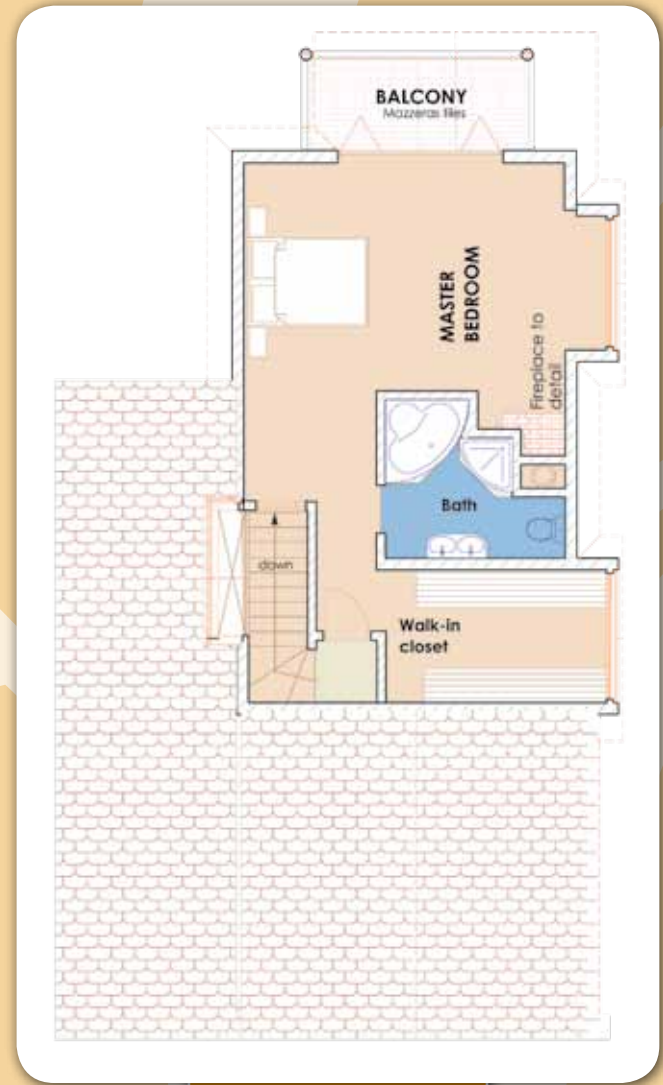 BALCONY
Mazzeras tiles
MASTER
BEDROOM
Fireplace to
detail
Bath
down
Walk-in
closet